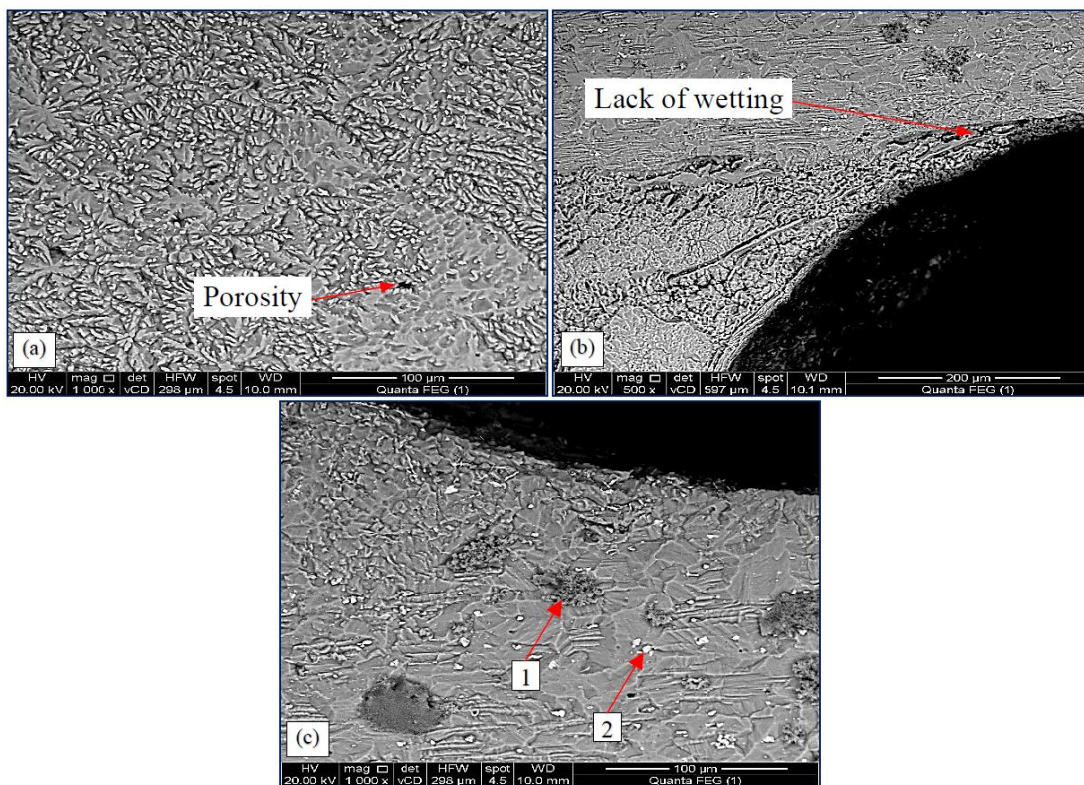 Porosity
(a)
HV mag det HFW spot WD 100 µm
20.00 kV 1 000 x vCD 298 µm 4.5 10.0 mm Quanta FEG (1)
Lack of wetting
(b)
HV mag det HFW spot WD 200 µm
20.00 kV 500 x vCD 597 µm 4.5 10.1 mm Quanta FEG (1)
1
2
(c)
HV mag det HFW spot WD 100 µm
20.00 kV 1 000 x vCD 298 µm 4.5 10.0 mm Quanta FEG (1)